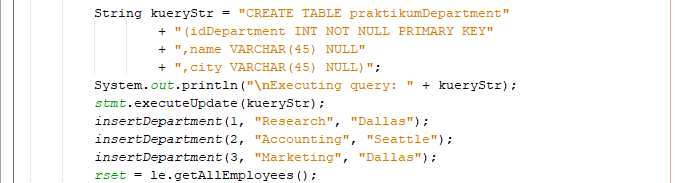 String kueryStr = "CREATE TABLE praktikumDepartment"
+ "(idDepartment INT NOT NULL PRIMARY KEY"
+ ",name VARCHAR(45) NULL"
+ ",city VARCHAR(45) NULL)";
System.out.println("\nExecuting query: " + kueryStr);
stmt.executeUpdate(kueryStr);
insertDepartment(1, "Research", "Dallas");
insertDepartment(2, "Accounting", "Seattle");
insertDepartment(3, "Marketing", "Dallas");
rset = le.getAllEmployees();